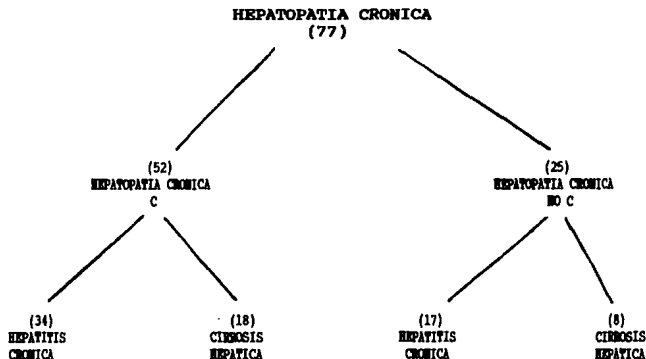 HEPATOPATIA CRONICA
(77)
(52)
HEPATOPATIA CRONICA
C
(25)
HEPATOPATIA CRONICA
NO C
(34)
HEPATITIS
CRONICA
(18)
CIRROSIS
HEPATICA
(17)
HEPATITIS
CRONICA
(8)
CIRROSIS
HEPATICA